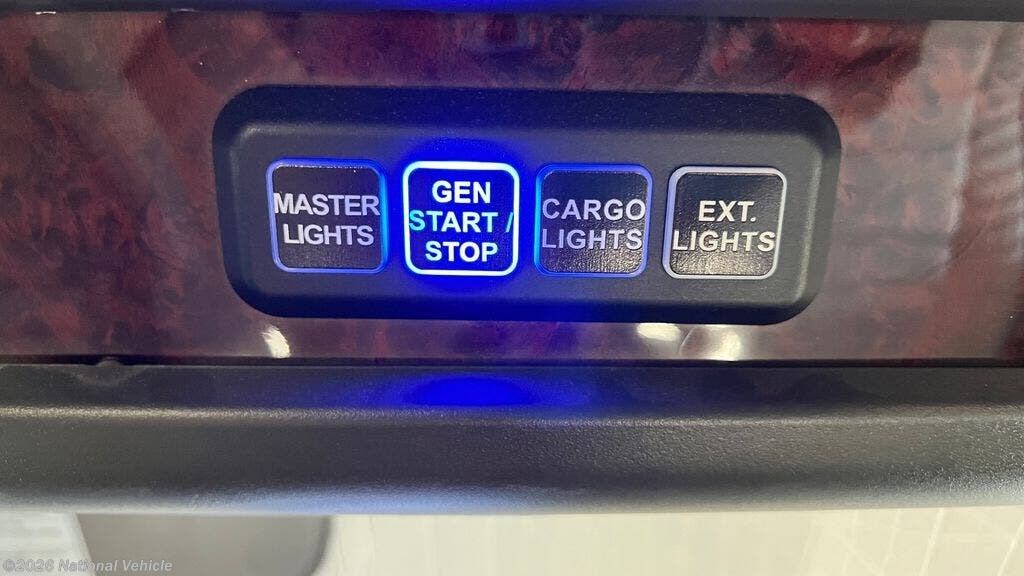 MASTER
LIGHTS
GEN
START /
STOP
CARGO
LIGHTS
EXT.
LIGHTS
©2026 National Vehicle